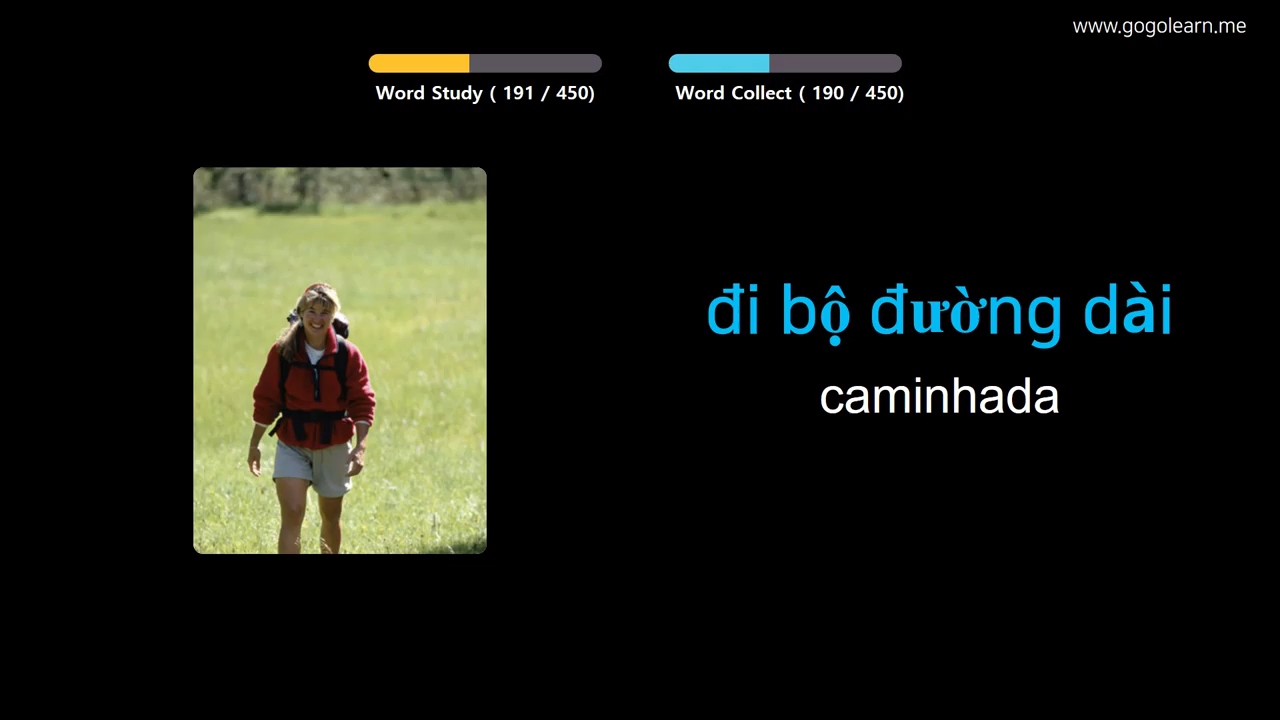 www.gogolearn.me
Word Study ( 191 / 450)
Word Collect ( 190 / 450)
đi bộ đường dài
caminhada